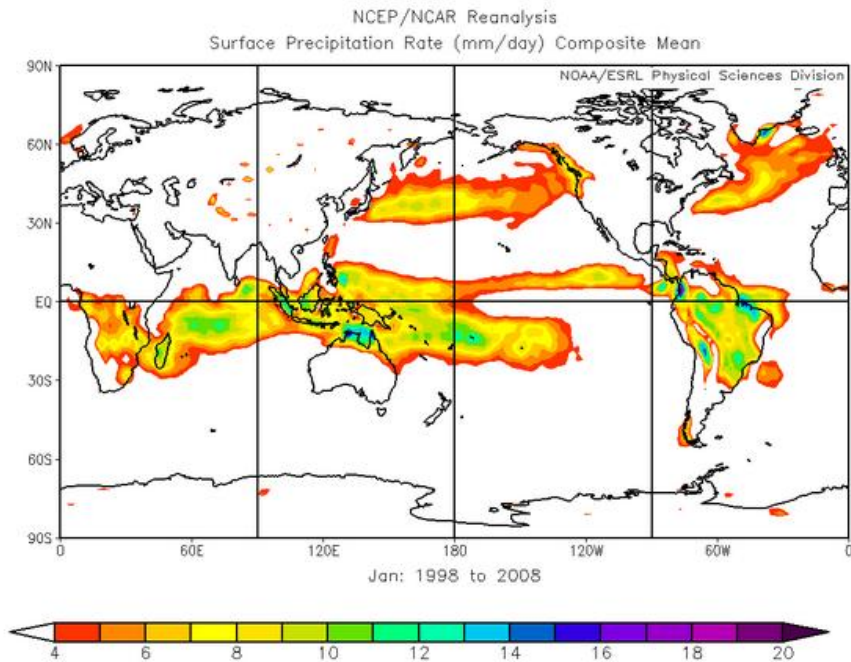 NCEP/NCAR Reanalysis
Surface Precipitation Rate (mm/day) Composite Mean
NOAA/ESRL Physical Sciences Division
90N
60N
30N
EQ
30S
60S
90S
0 60E 120E 180 120W 60W 0
Jan: 1998 to 2008
4 6 8 10 12 14 16 18 20